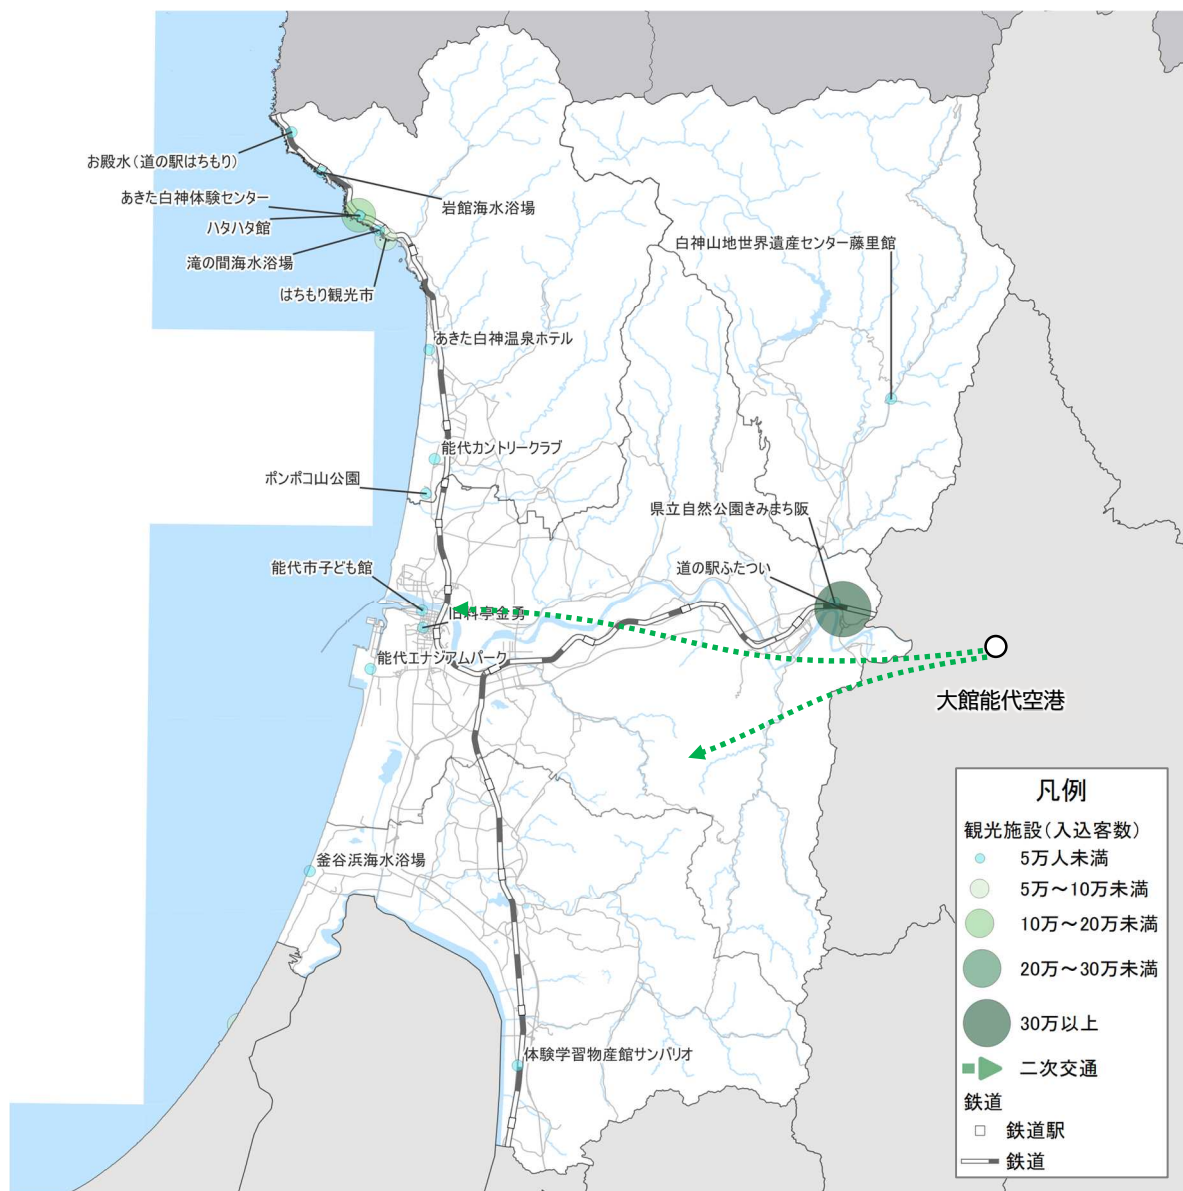 お殿水(道の駅はちもり)
あきた白神体験センター
岩館海水浴場
ハタハタ館
滝の間海水浴場
はちもり観光市
白神山地世界遺産センター藤里館
あきた白神温泉ホテル
能代カントリークラブ
ポンポコ山公園
県立自然公園きみまち阪
道の駅ふたつい
能代市子ども館
旧料亭金勇
能代エナジアムパーク
大館能代空港
釜谷浜海水浴場
体験学習物産館サンバリオ
凡例
観光施設(入込客数)
5万人未満
5万~10万未満
10万~20万未満
20万~30万未満
30万以上
二次交通
鉄道
鉄道駅
鉄道